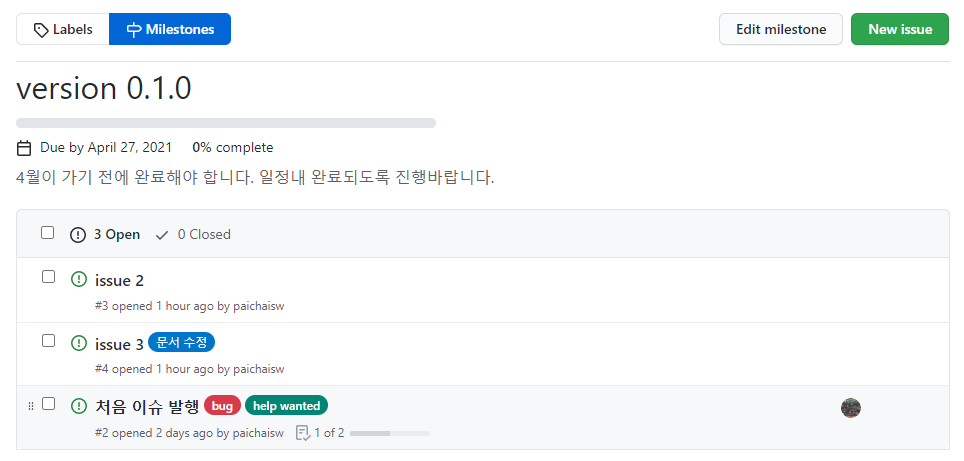 Labels Milestones Edit milestone New issue
version 0.1.0
Due by April 27, 2021 0% complete
4월이 가기 전에 완료해야 합니다. 일정내 완료되도록 진행바랍니다.
3 Open 0 Closed
issue 2
#3 opened 1 hour ago by paichaisw
issue 3 문서 수정
#4 opened 1 hour ago by paichaisw
처음 이슈 발행 bug help wanted
#2 opened 2 days ago by paichaisw 1 of 2